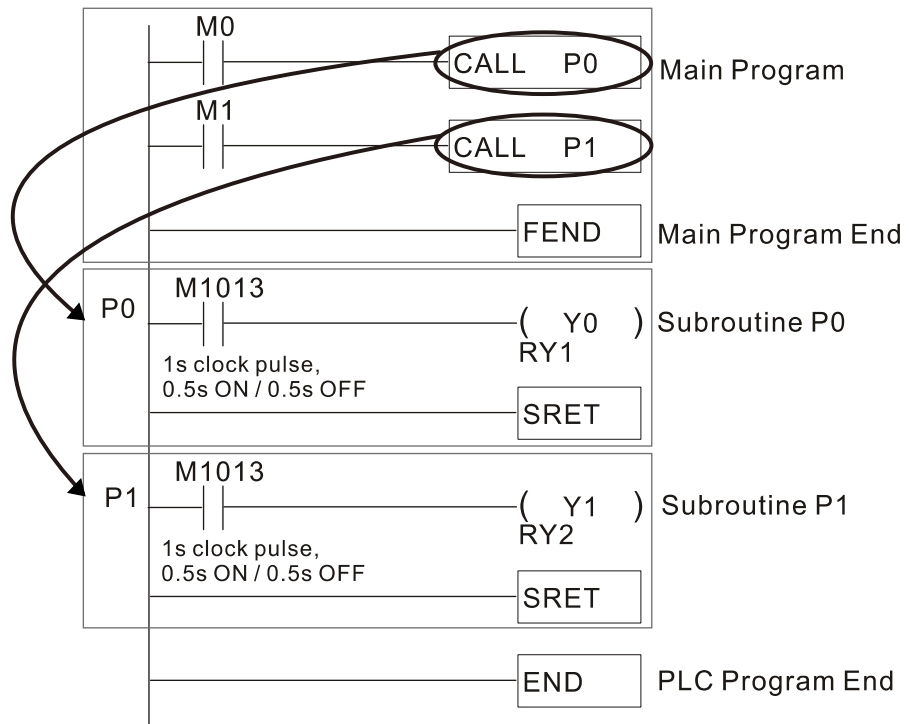 M0
CALL P0
Main Program
M1
CALL P1
FEND
Main Program End
P0
M1013
( Y0 )
RY1
Subroutine P0
1s clock pulse,
0.5s ON / 0.5s OFF
SRET
P1
M1013
( Y1 )
RY2
Subroutine P1
1s clock pulse,
0.5s ON / 0.5s OFF
SRET
END
PLC Program End